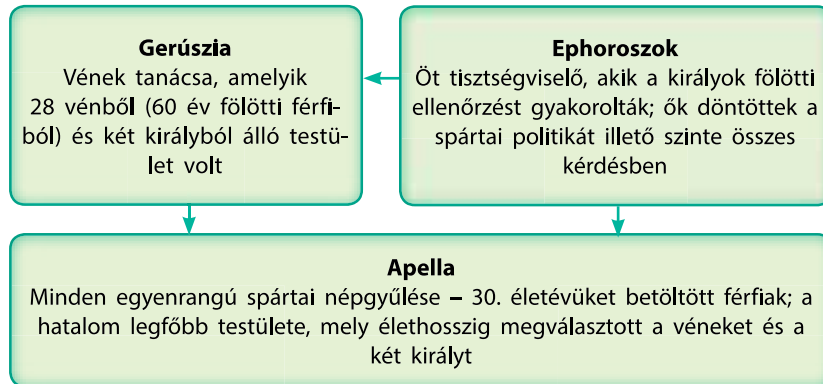 Gerúszia
Vének tanácsa, amelyik
28 vénből (60 év fölötti férfi-
ból) és két királyból álló testü-
let volt
Ephoroszok
Öt tisztségviselő, akik a királyok fölötti
ellenőrzést gyakorolták; ők döntöttek a
spártai politikát illető szinte összes
kérdésben
Apella
Minden egyenrangú spártai népgyűlése – 30. életévüket betöltött férfiak; a
hatalom legfőbb testülete, mely élethosszig megválasztott a véneket és a
két királyt